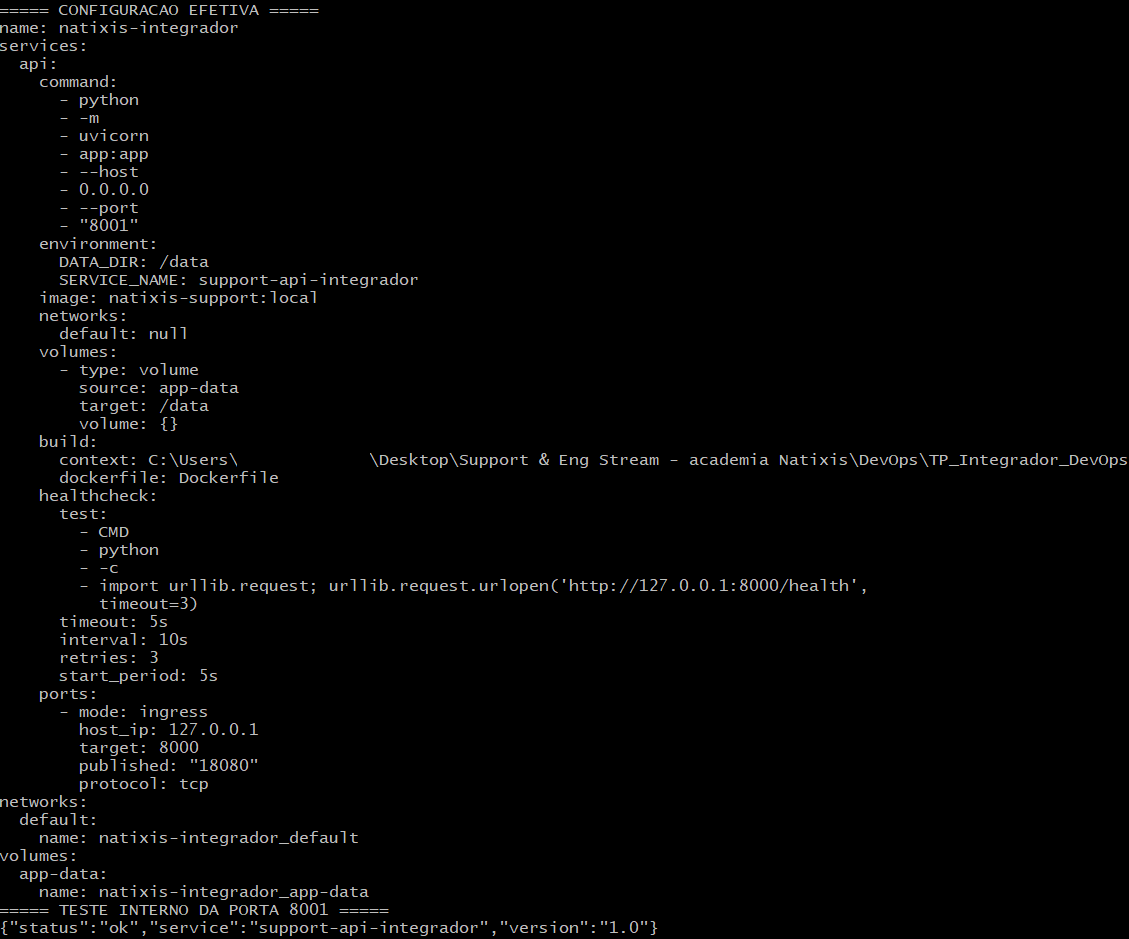 ===== CONFIGURACAO EFETIVA =====
name: natixis-integrador
services:
  api:
    command:
      - python
      - -m
      - uvicorn
      - app:app
      - --host
      - 0.0.0.0
      - --port
      - "8001"
    environment:
      DATA_DIR: /data
      SERVICE_NAME: support-api-integrador
    image: natixis-support:local
    networks:
      default: null
    volumes:
      - type: volume
        source: app-data
        target: /data
        volume: {}
    build:
      context: C:\Users\             \Desktop\Support & Eng Stream - academia Natixis\DevOps\TP_Integrador_DevOps
      dockerfile: Dockerfile
    healthcheck:
      test:
        - CMD
        - python
        - -c
        - import urllib.request; urllib.request.urlopen('http://127.0.0.1:8000/health',
          timeout=3)
      timeout: 5s
      interval: 10s
      retries: 3
      start_period: 5s
    ports:
      - mode: ingress
        host_ip: 127.0.0.1
        target: 8000
        published: "18080"
        protocol: tcp
networks:
  default:
    name: natixis-integrador_default
volumes:
  app-data:
    name: natixis-integrador_app-data
===== TESTE INTERNO DA PORTA 8001 =====
{"status":"ok","service":"support-api-integrador","version":"1.0"}